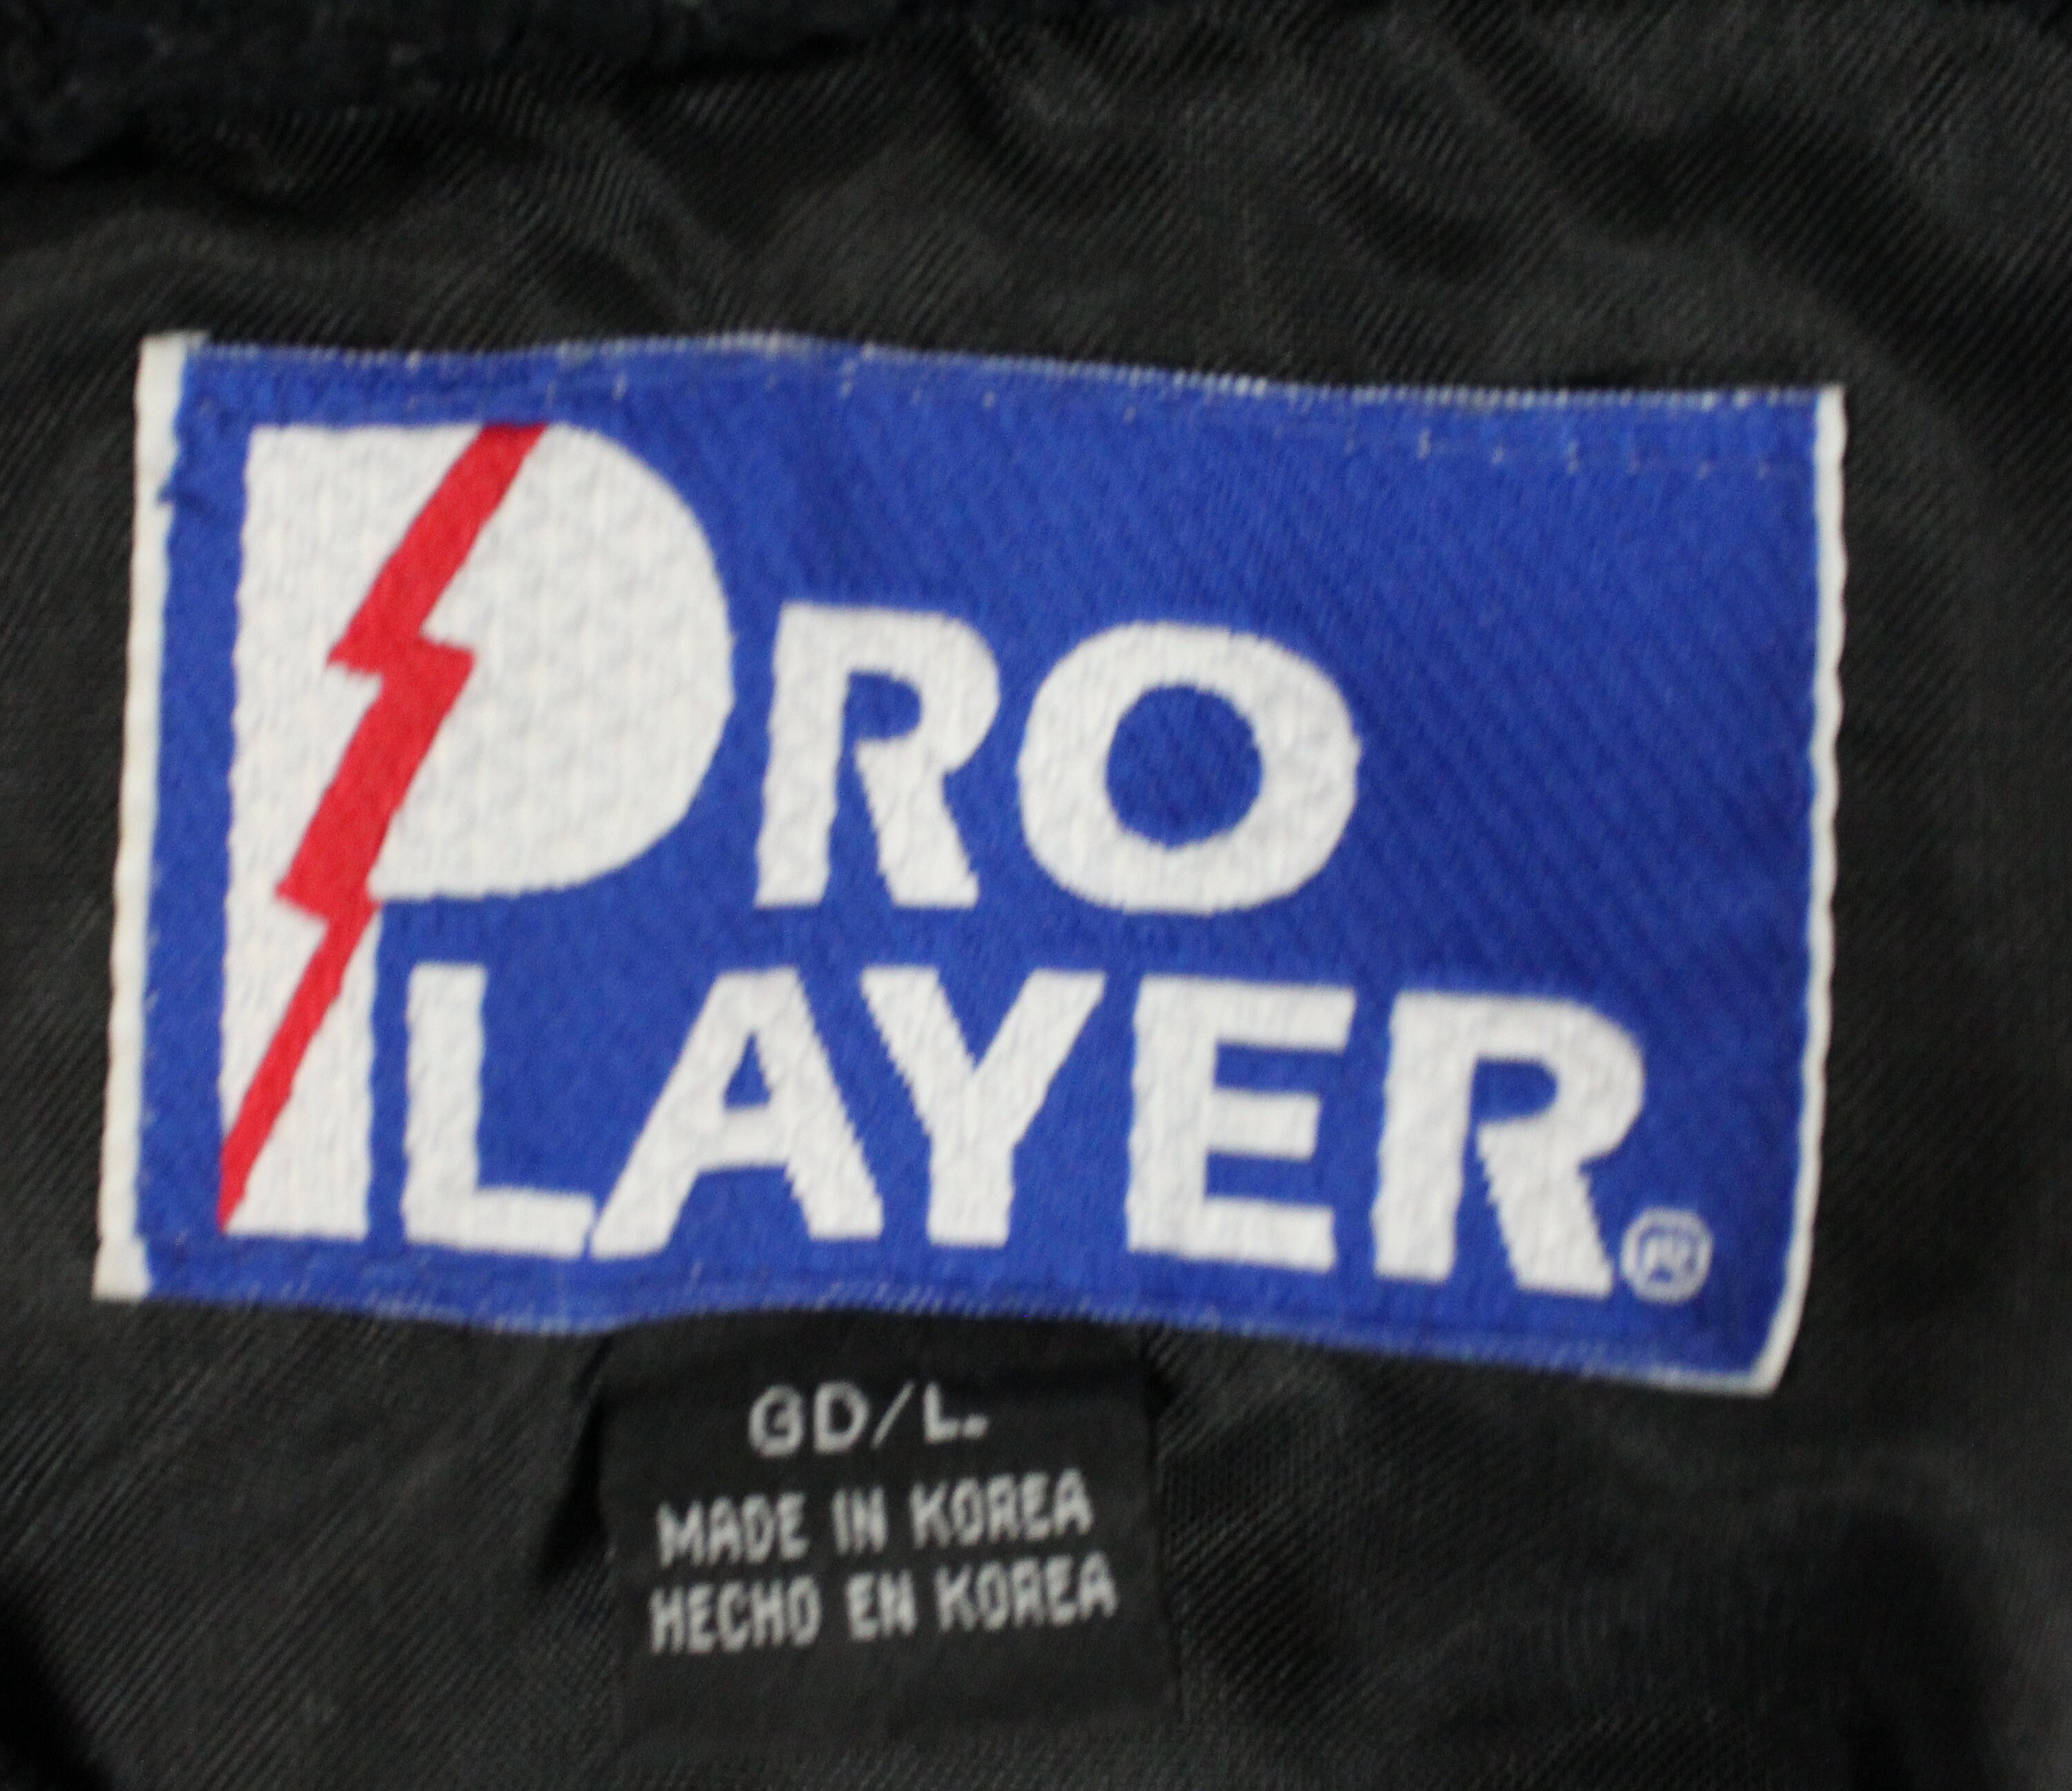 PRO
PLAYER®
GD/L.
MADE IN KOREA
HECHO EN KOREA